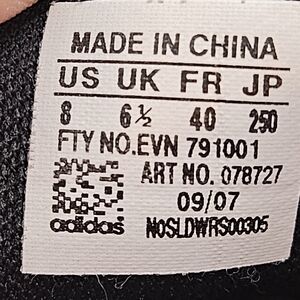 MADE IN CHINA
US UK FR JP
8 6½ 40 250
FTY NO.EVN 791001
ART NO. 078727
09/07
adidas N0SLDWRS00305